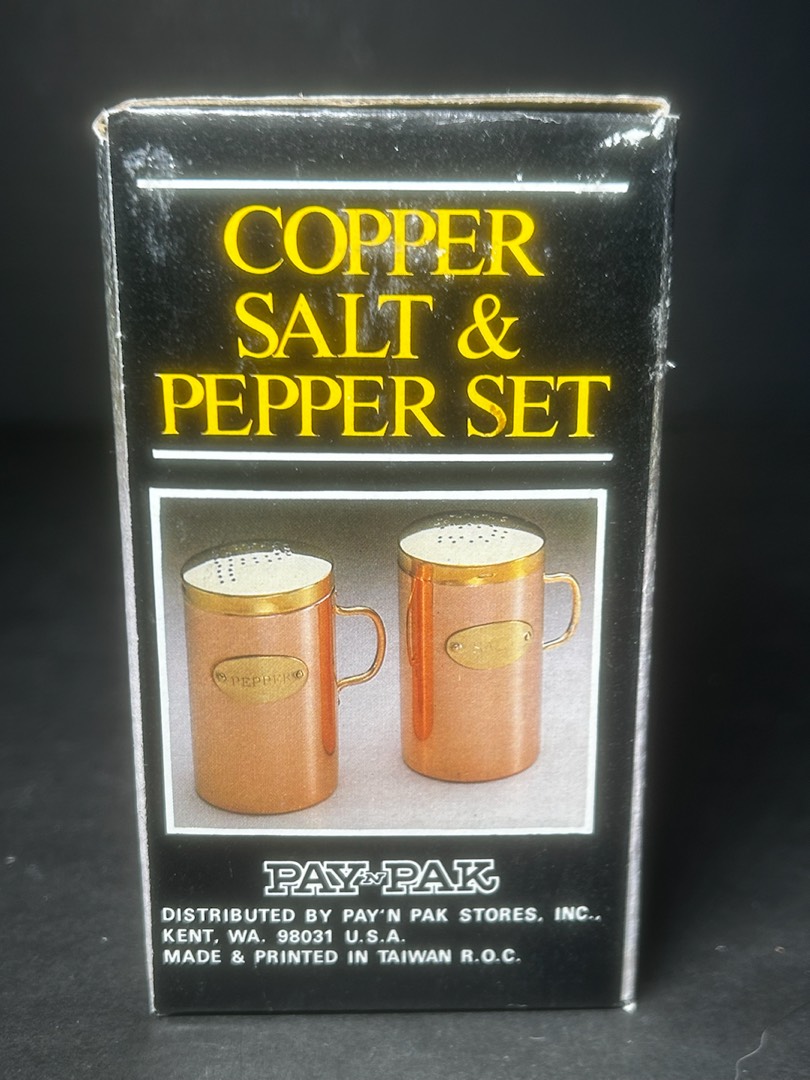 COPPER
SALT &
PEPPER SET
PEPPER
SALT
PAY'N PAK
DISTRIBUTED BY PAY'N PAK STORES, INC.,
KENT, WA. 98031 U.S.A.
MADE & PRINTED IN TAIWAN R.O.C.